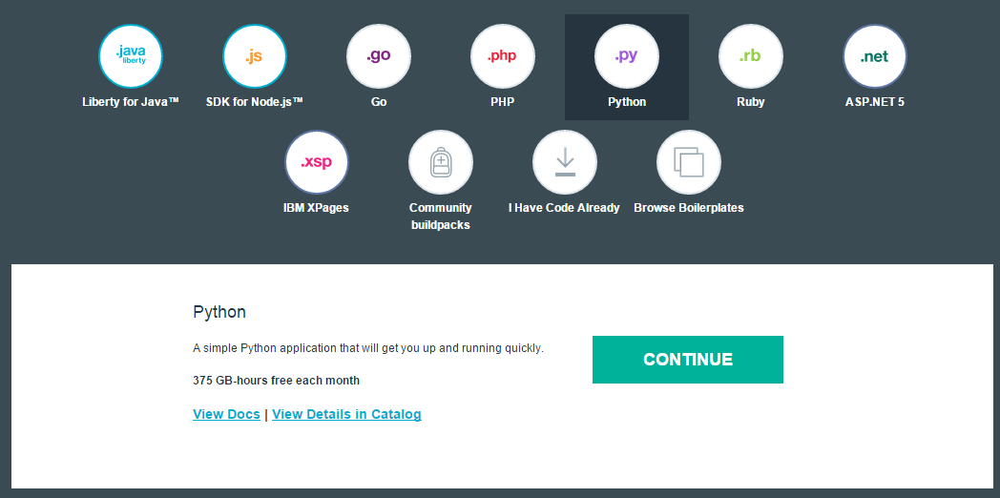 .java
liberty
.js
.go
.php
.py
.rb
.net
Liberty for Java™
SDK for Node.js™
Go
PHP
Python
Ruby
ASP.NET 5
.xsp
IBM XPages
Community
buildpacks
I Have Code Already
Browse Boilerplates
Python
A simple Python application that will get you up and running quickly.
CONTINUE
375 GB-hours free each month
View Docs | View Details in Catalog